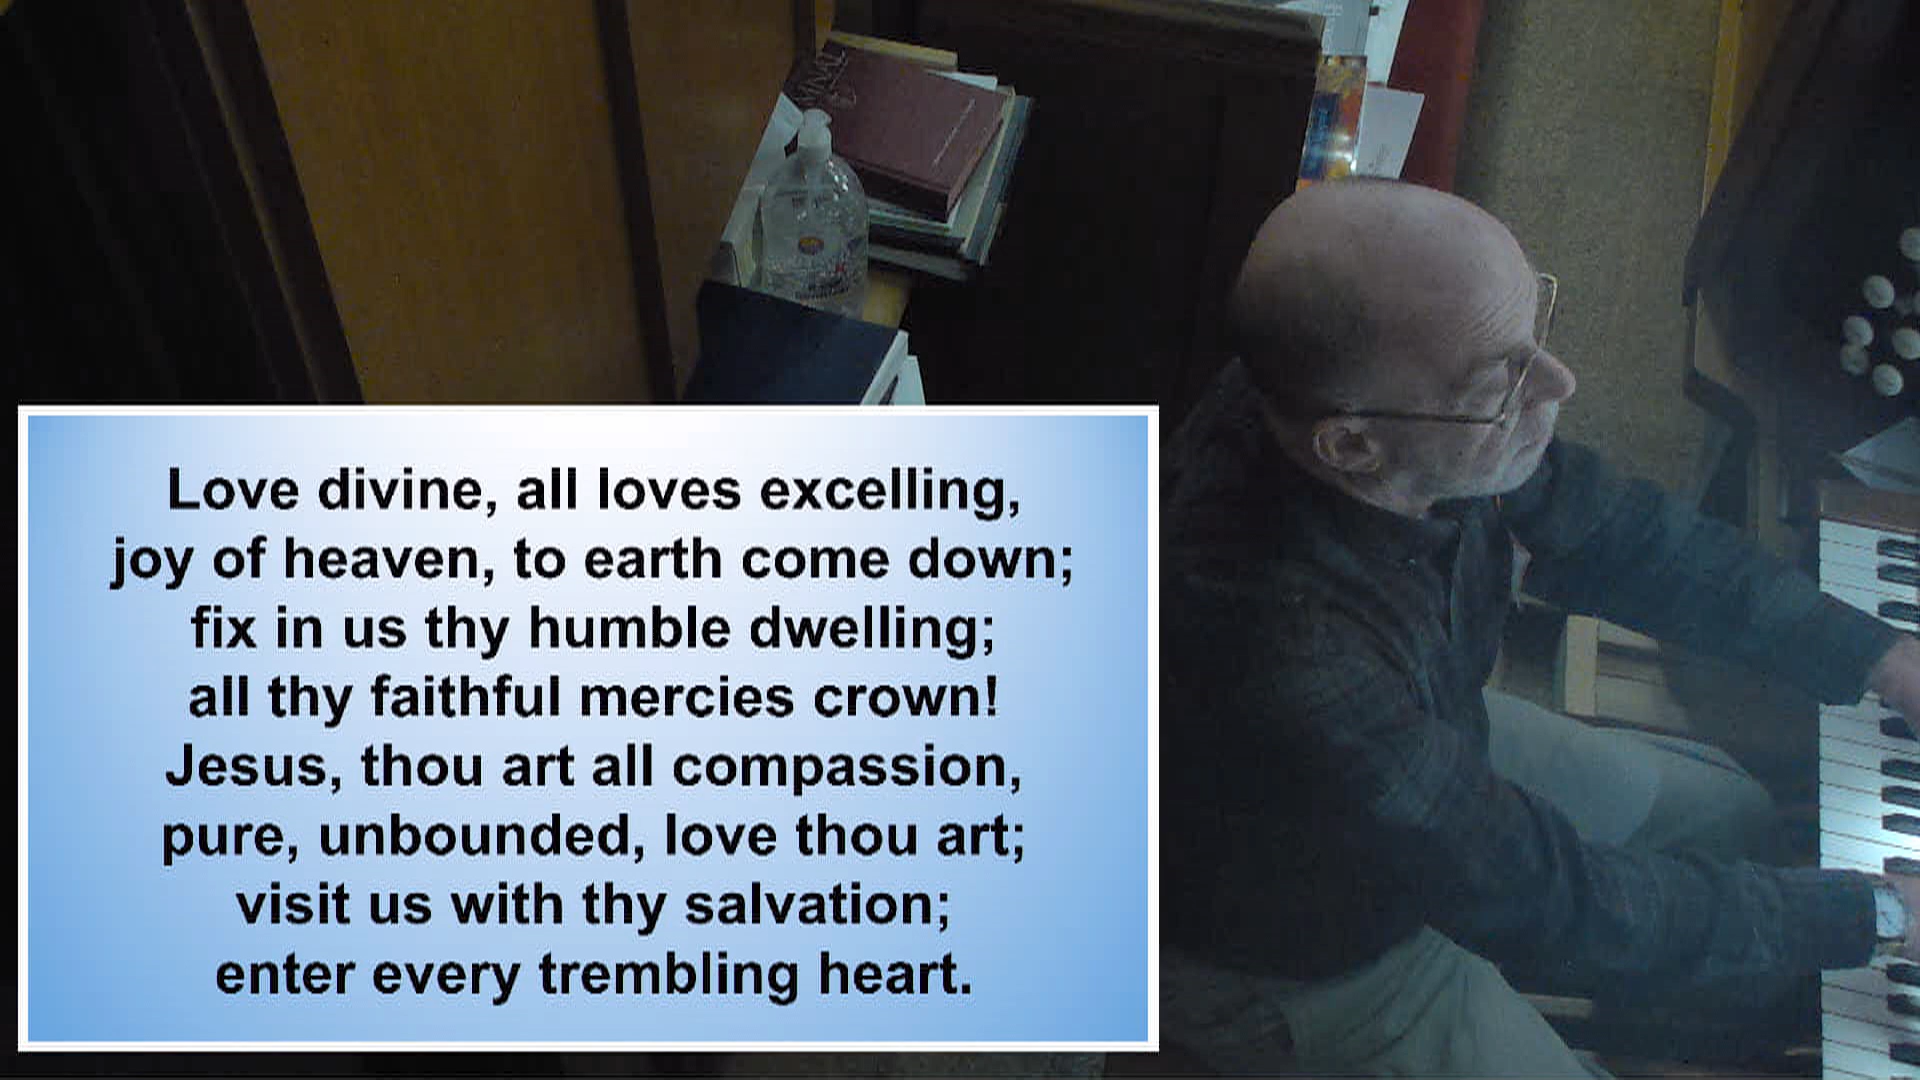 Love divine, all loves excelling,
joy of heaven, to earth come down;
fix in us thy humble dwelling;
all thy faithful mercies crown!
Jesus, thou art all compassion,
pure, unbounded, love thou art;
visit us with thy salvation;
enter every trembling heart.